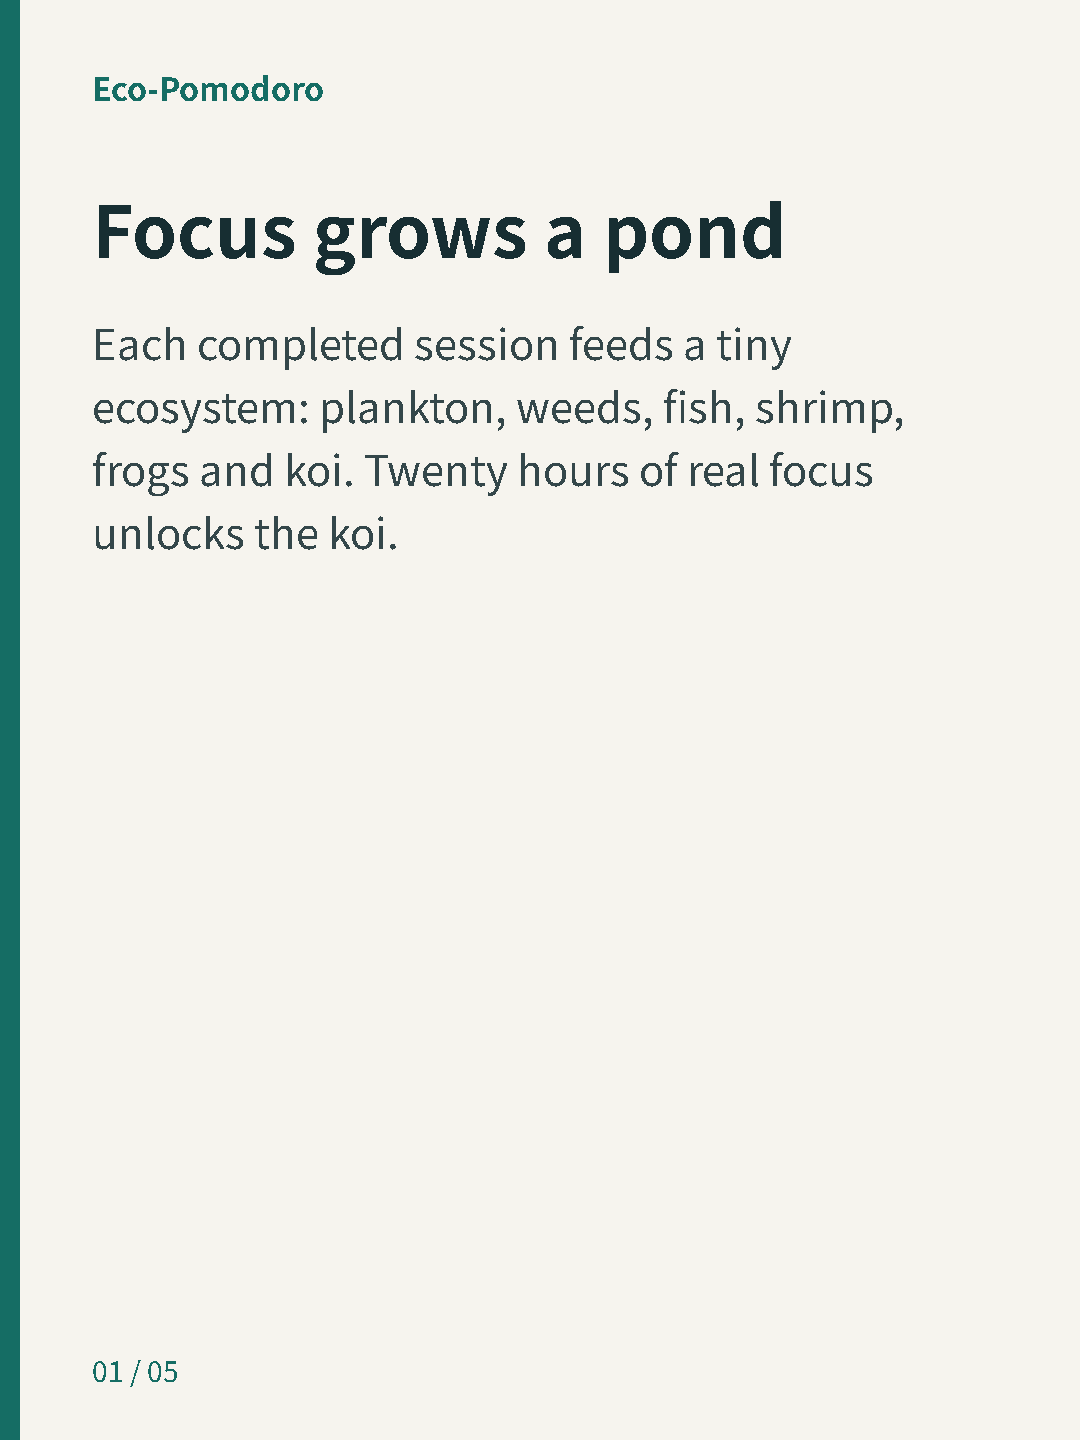 Eco-Pomodoro
Focus grows a pond
Each completed session feeds a tiny
ecosystem: plankton, weeds, fish, shrimp,
frogs and koi. Twenty hours of real focus
unlocks the koi.
01 / 05